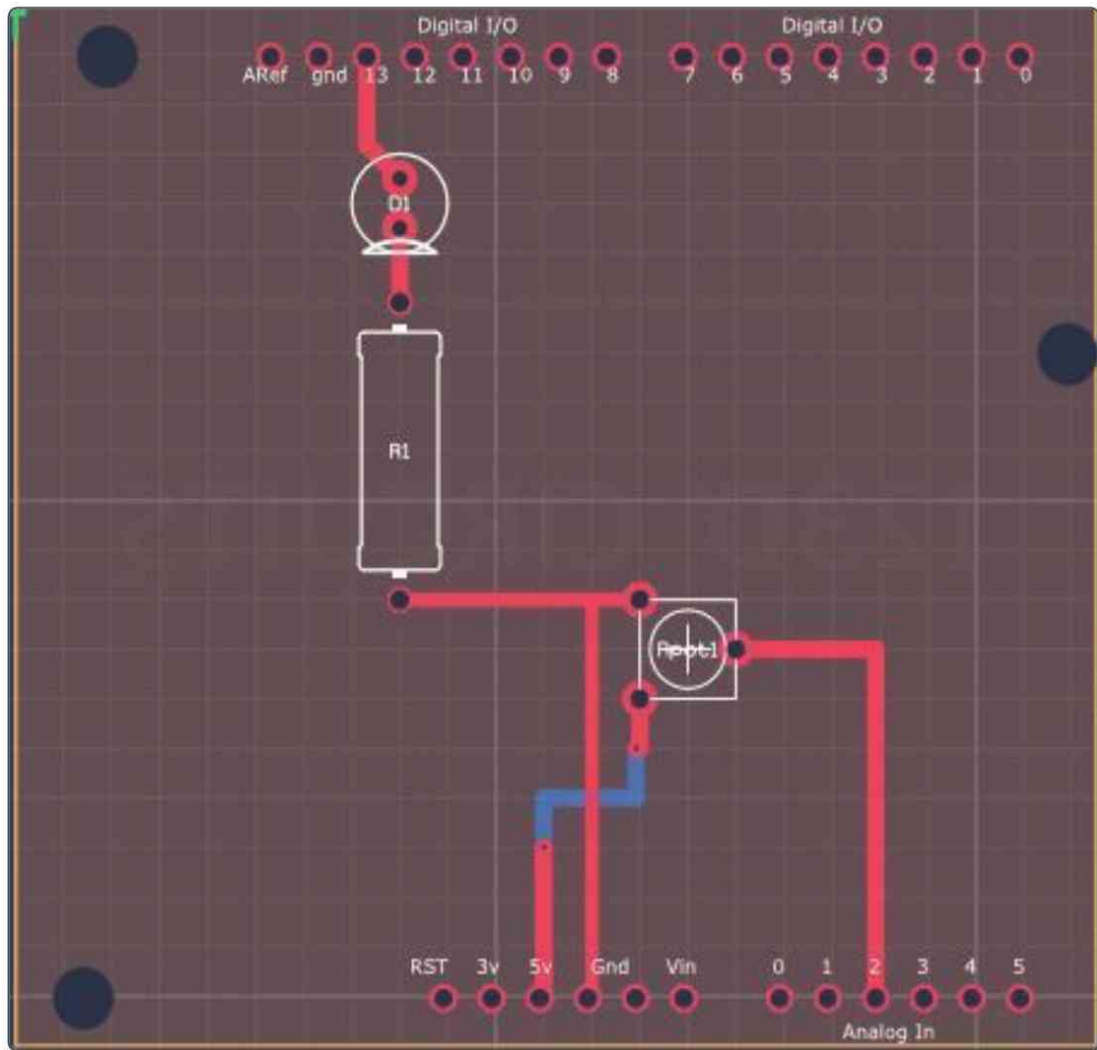 Digital I/O Digital I/O
ARef gnd 13 12 11 10 9 8 7 6 5 4 3 2 1 0
D1
R1
Rpot1
RST 3v 5v Gnd Vin 0 1 2 3 4 5
Analog In